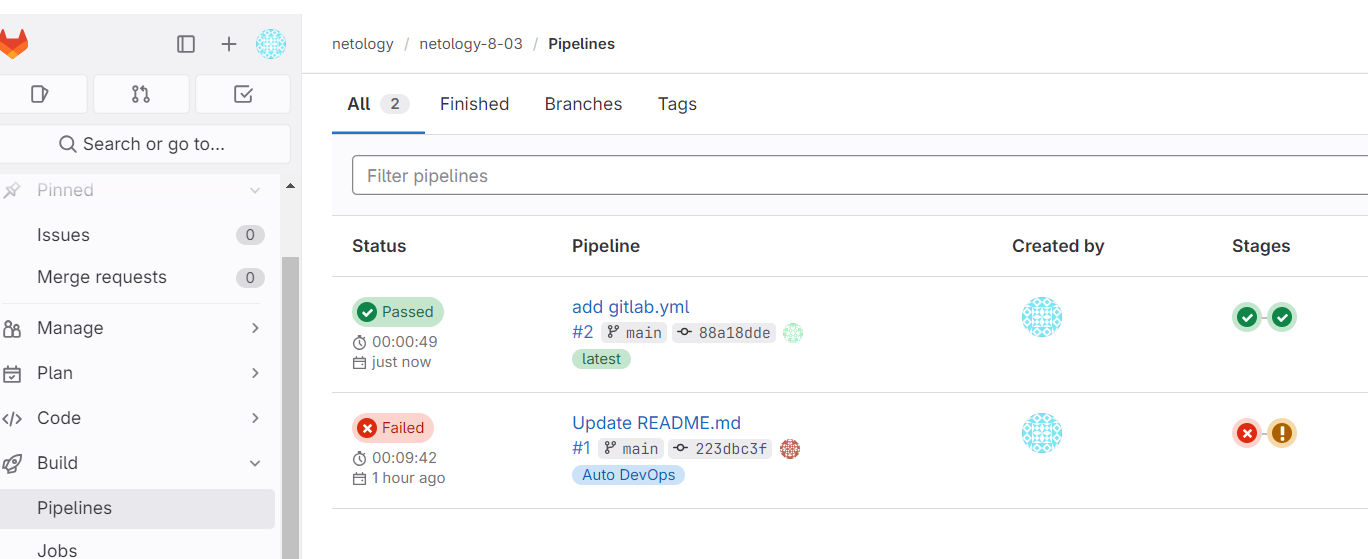 netology / netology-8-03 / Pipelines
Search or go to...
Pinned
Issues 0
Merge requests 0
Manage
Plan
Code
Build
Pipelines
Jobs
All 2 Finished Branches Tags
Filter pipelines
Status Pipeline Created by Stages
Passed
00:00:49
just now
add gitlab.yml
#2 main 88a18dde
latest
Failed
00:09:42
1 hour ago
Update README.md
#1 main 223dbc3f
Auto DevOps